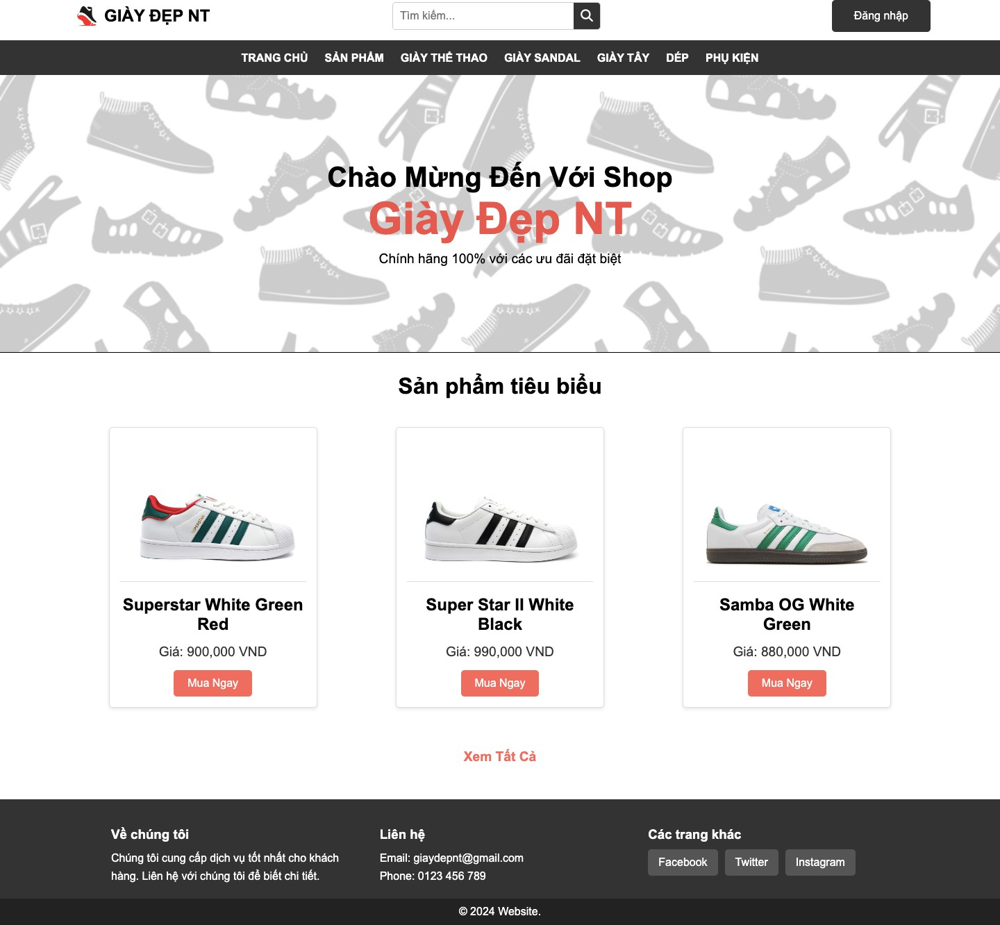 GIÀY ĐẸP NT
Tìm kiếm...
Đăng nhập
TRANG CHỦ SẢN PHẨM GIÀY THỂ THAO GIÀY SANDAL GIÀY TÂY DÉP PHỤ KIỆN
Chào Mừng Đến Với Shop
Giày Đẹp NT
Chính hãng 100% với các ưu đãi đặt biệt
Sản phẩm tiêu biểu
SUPERSTAR
Superstar White Green
Red
Giá: 900,000 VND
Mua Ngay
Super Star II White
Black
Giá: 990,000 VND
Mua Ngay
Samba OG White
Green
Giá: 880,000 VND
Mua Ngay
Xem Tất Cả
Về chúng tôi
Chúng tôi cung cấp dịch vụ tốt nhất cho khách
hàng. Liên hệ với chúng tôi để biết chi tiết.
Liên hệ
Email: giaydepnt@gmail.com
Phone: 0123 456 789
Các trang khác
Facebook Twitter Instagram
© 2024 Website.